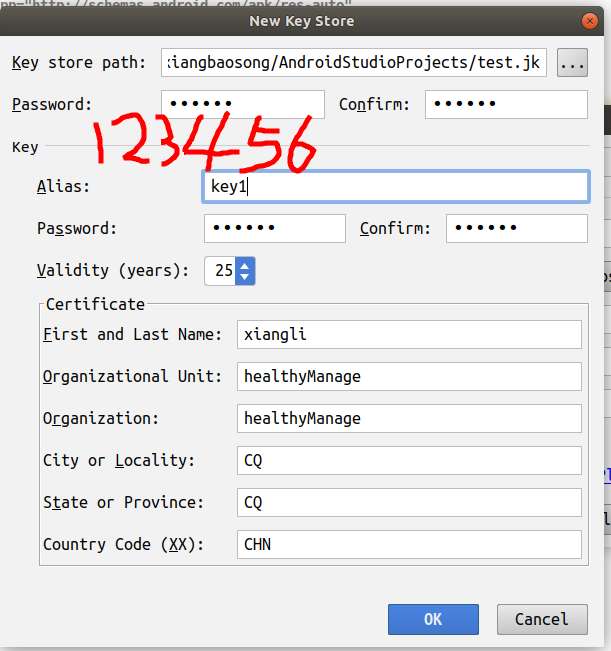 pp="http://schemas.android.com/apk/res-auto"
New Key Store
Key store path: xiangbaosong/AndroidStudioProjects/test.jk ...
Password: •••••• Confirm: ••••••
123456
Key
Alias: key1
Password: •••••• Confirm: ••••••
Validity (years): 25
Certificate
First and Last Name: xiangli
Organizational Unit: healthyManage
Organization: healthyManage
City or Locality: CQ
State or Province: CQ
Country Code (XX): CHN
OK Cancel